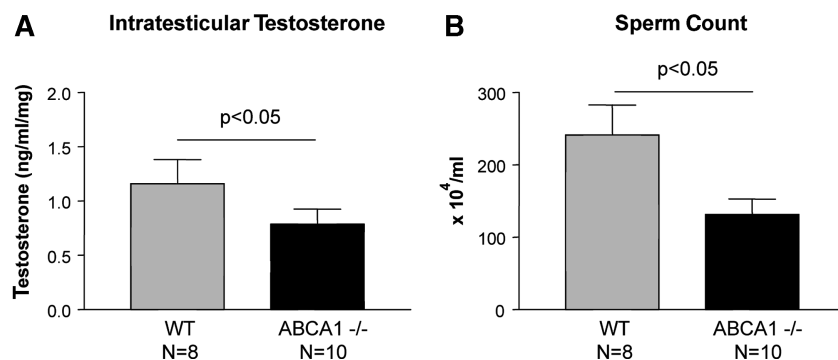 A Intratesticular Testosterone
Testosterone (ng/ml/mg)
2.0
1.5
1.0
0.5
0.0
p<0.05
WT
N=8
ABCA1 -/-
N=10
B Sperm Count
x 10⁴/ml
300
200
100
0
p<0.05
WT
N=8
ABCA1 -/-
N=10